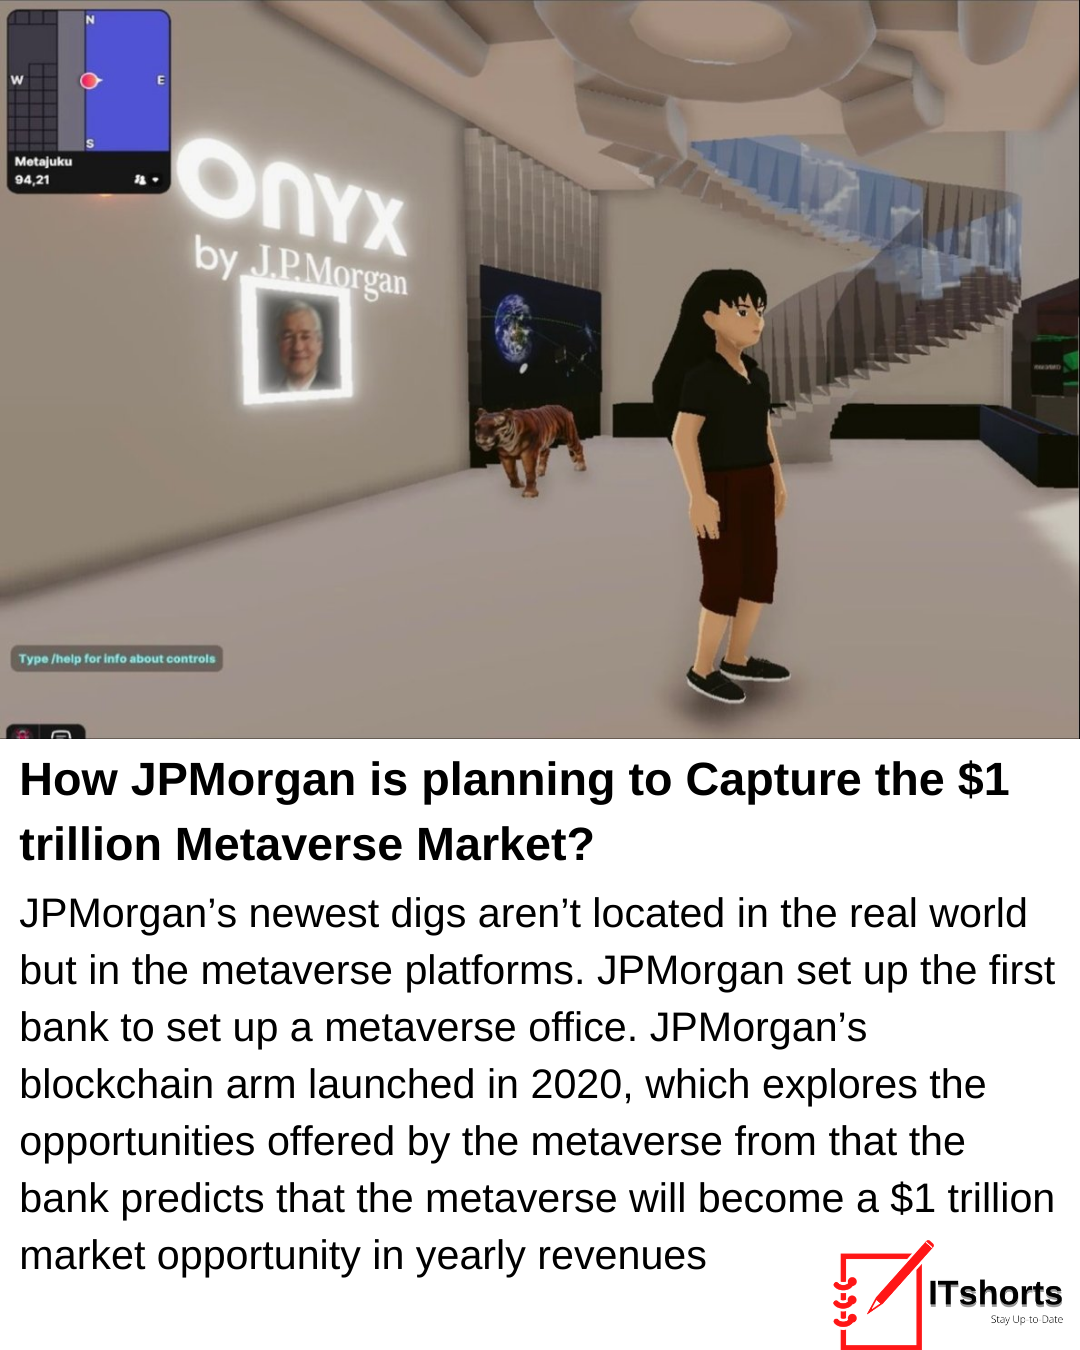 N
W
E
S
Metajuku
94,21
Onyx
by J.P.Morgan
Type /help for info about controls
How JPMorgan is planning to Capture the $1
trillion Metaverse Market?
JPMorgan’s newest digs aren’t located in the real world
but in the metaverse platforms. JPMorgan set up the first
bank to set up a metaverse office. JPMorgan’s
blockchain arm launched in 2020, which explores the
opportunities offered by the metaverse from that the
bank predicts that the metaverse will become a $1 trillion
market opportunity in yearly revenues
ITshorts
Stay Up-to-Date